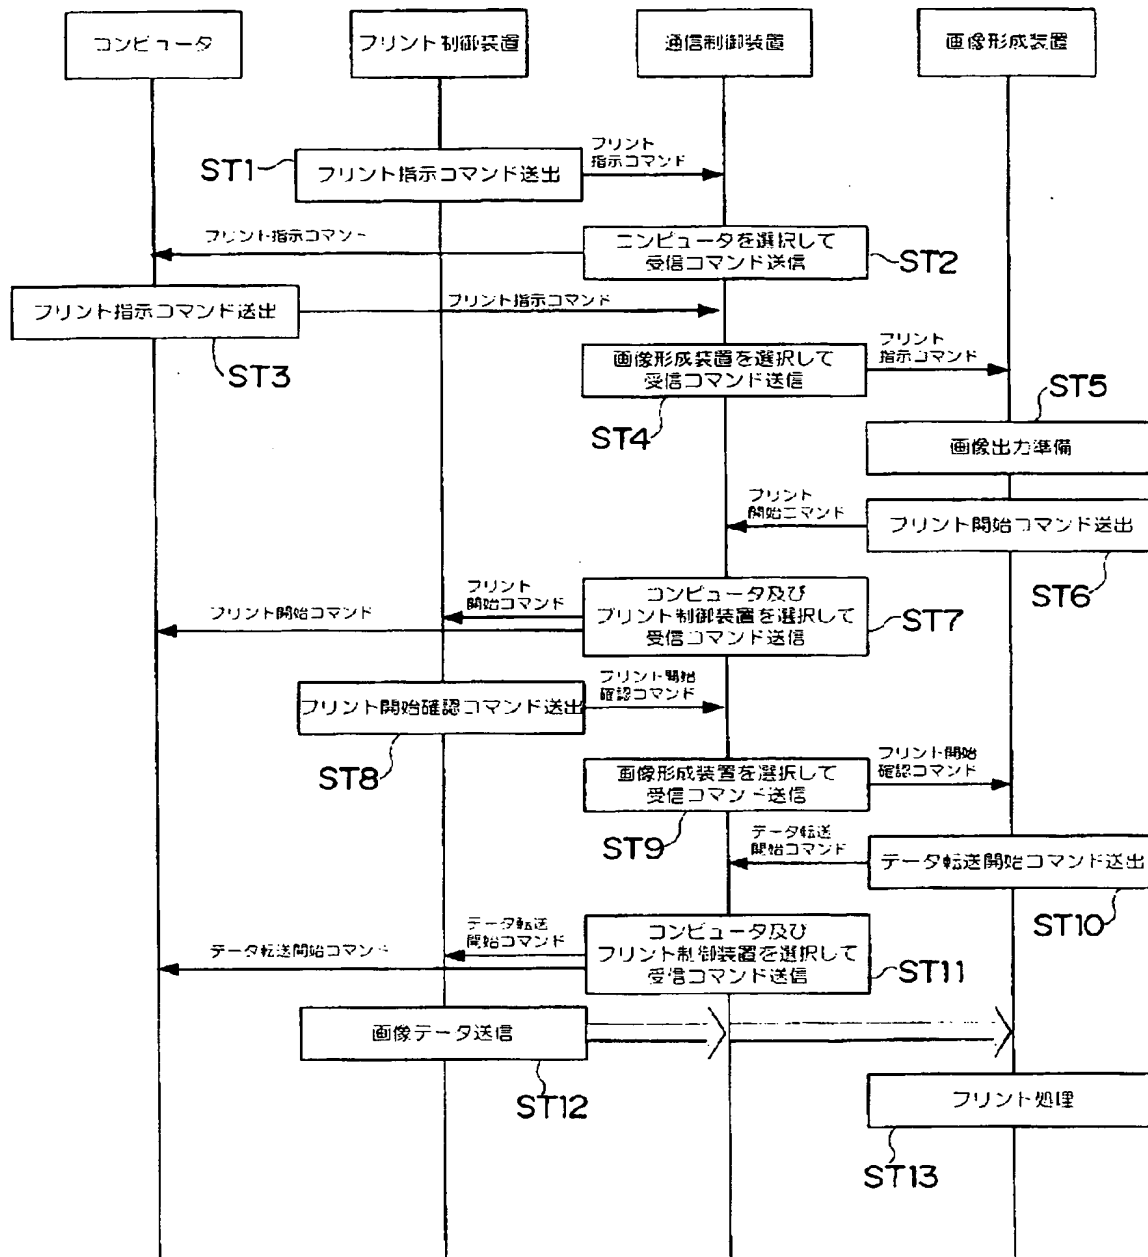 コンピュータ
プリント制御装置
通信制御装置
画像形成装置
ST1
プリント指示コマンド送出
プリント
指示コマンド
プリント指示コマンド
コンピュータを選択して
受信コマンド送信
ST2
プリント指示コマンド送出
プリント指示コマンド
ST3
画像形成装置を選択して
受信コマンド送信
プリント
指示コマンド
ST4
ST5
画像出力準備
プリント
開始コマンド
プリント開始コマンド送出
ST6
プリント開始コマンド
プリント
開始コマンド
コンピュータ及び
プリント制御装置を選択して
受信コマンド送信
ST7
プリント開始確認コマンド送出
プリント開始
確認コマンド
ST8
画像形成装置を選択して
受信コマンド送信
プリント開始
確認コマンド
ST9
データ転送
開始コマンド
データ転送開始コマンド送出
ST10
データ転送開始コマンド
データ転送
開始コマンド
コンピュータ及び
プリント制御装置を選択して
受信コマンド送信
ST11
画像データ送信
ST12
プリント処理
ST13